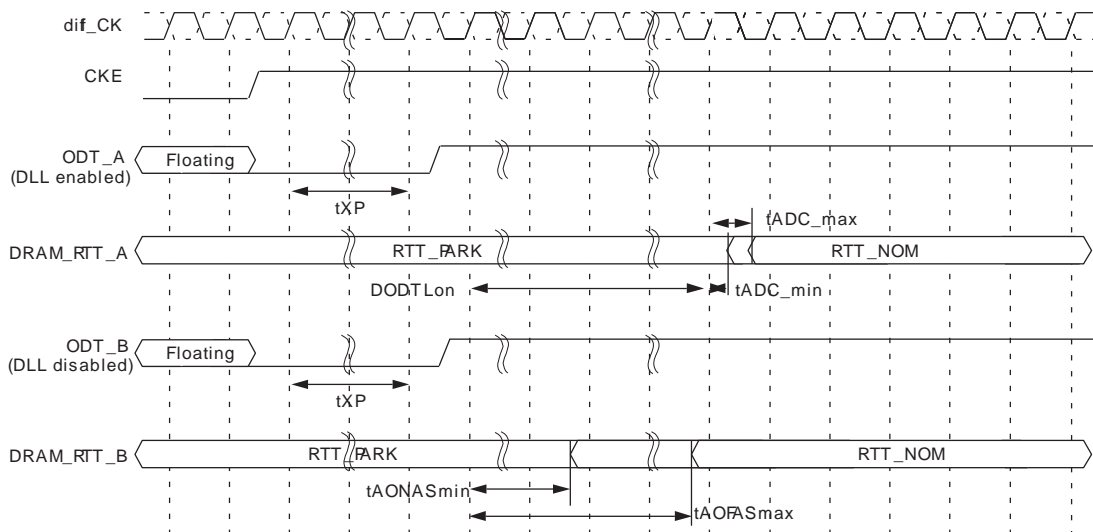 dif_CK
CKE
ODT_A
(DLL enabled)
Floating
tXP
tADC_max
DRAM_RTT_A
RTT_PARK
RTT_NOM
DODTLon
tADC_min
ODT_B
(DLL disabled)
Floating
tXP
DRAM_RTT_B
RTT_PARK
RTT_NOM
tAONASmin
tAOFASmax